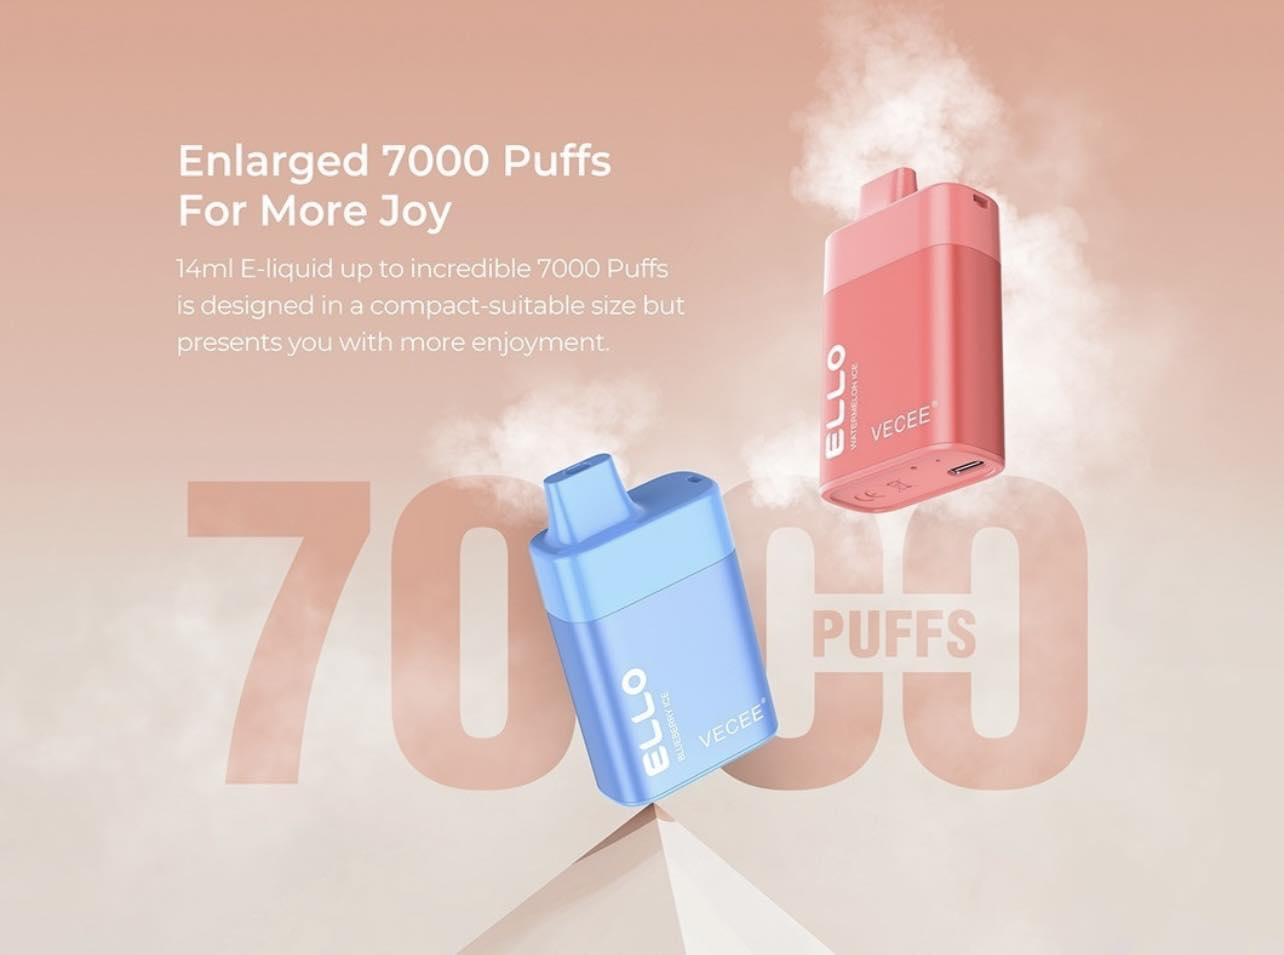 Enlarged 7000 Puffs
For More Joy
14ml E-liquid up to incredible 7000 Puffs
is designed in a compact-suitable size but
presents you with more enjoyment.
ELLO
WATERMELON ICE
VECEE®
CE
7000
PUFFS
ELLO
BLUEBERRY ICE
VECEE®